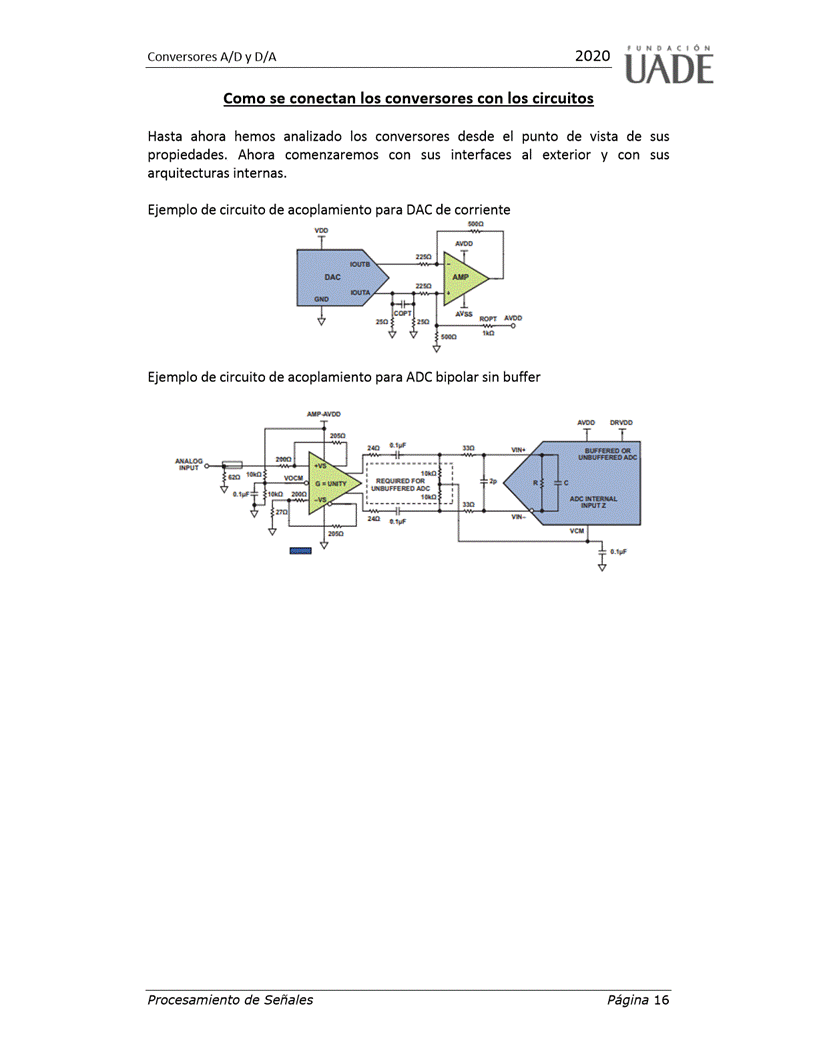 Conversores A/D y D/A 2020
FUNDACIÓN
UADE
Como se conectan los conversores con los circuitos
Hasta ahora hemos analizado los conversores desde el punto de vista de sus
propiedades. Ahora comenzaremos con sus interfaces al exterior y con sus
arquitecturas internas.
Ejemplo de circuito de acoplamiento para DAC de corriente
500Ω
VDD
AVDD
225Ω
IOUTB
−
DAC
AMP
225Ω
IOUTA
+
GND
COPT
AVSS
ROPT
AVDD
25Ω
25Ω
1kΩ
500Ω
Ejemplo de circuito de acoplamiento para ADC bipolar sin buffer
AMP-AVDD
AVDD
DRVDD
205Ω
24Ω
0.1µF
33Ω
VIN+
BUFFERED OR
UNBUFFERED ADC
ANALOG
INPUT
200Ω
+VS
62Ω
10kΩ
VOCM
G = UNITY
REQUIRED FOR
UNBUFFERED ADC
10kΩ
2p
R
C
0.1µF
10kΩ
200Ω
−VS
10kΩ
ADC INTERNAL
INPUT Z
27Ω
24Ω
0.1µF
33Ω
VIN−
205Ω
VCM
0.1µF
Procesamiento de Señales Página 16